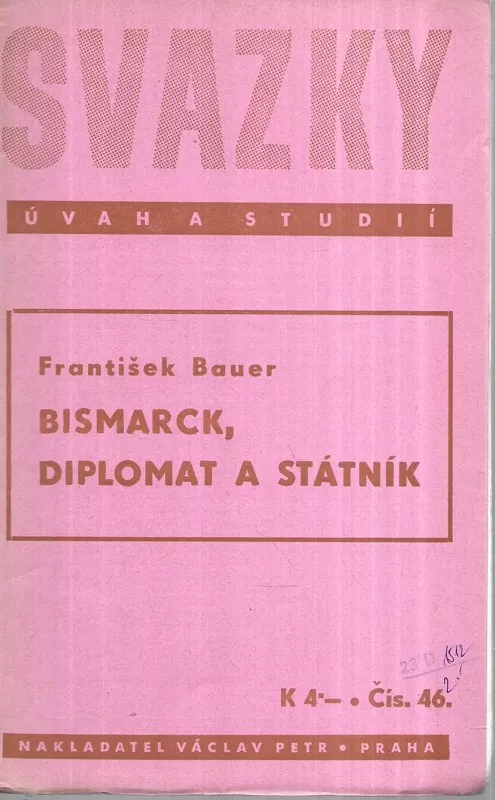 SVAZKY
ÚVAH A STUDIÍ
František Bauer
BISMARCK,
DIPLOMAT A STÁTNÍK
K 4·— • Čís. 46.
NAKLADATEL VÁCLAV PETR • PRAHA